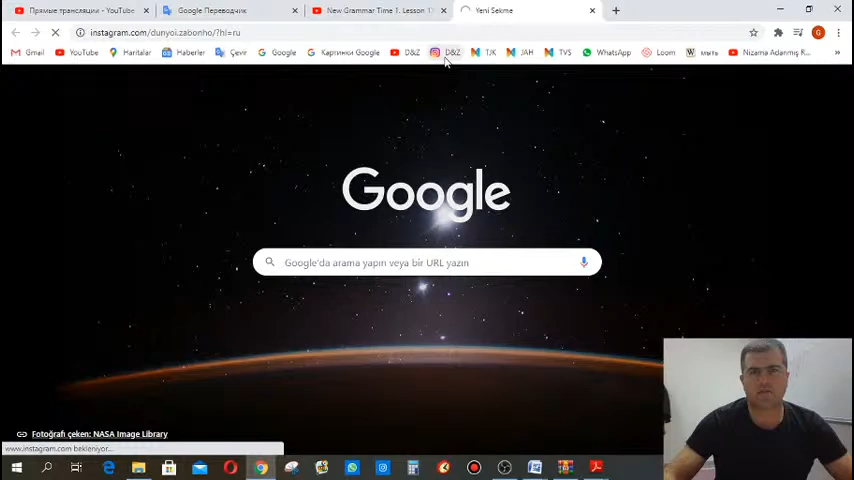 Прямые трансляции - YouTube
Google Переводчик
New Grammar Time 1. Lesson 1
Yeni Sekme
instagram.com/dunyoi.zabonho/?hl=ru
G
Gmail
YouTube
Haritalar
Haberler
Çevir
Google
Картинки Google
D&Z
D&Z
TJK
JAH
TVS
WhatsApp
Loom
W
мыть
Nizama Adanmış R...
»
Google
Google'da arama yapın veya bir URL yazın
Fotoğrafı çeken: NASA Image Library
www.instagram.com bekleniyor...